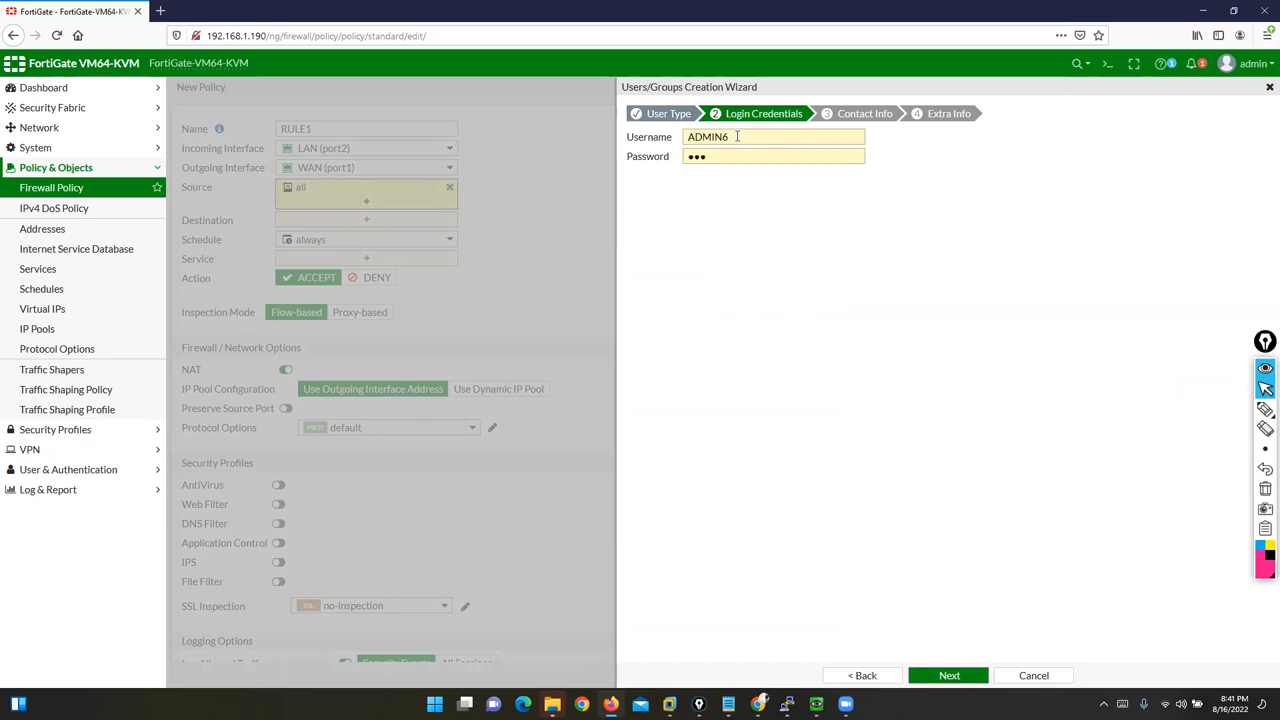 FortiGate - FortiGate-VM64-KV
192.168.1.190/ng/firewall/policy/policy/standard/edit/
FortiGate VM64-KVM
FortiGate-VM64-KVM
1
1
admin
Dashboard
Security Fabric
Network
System
Policy & Objects
Firewall Policy
IPv4 DoS Policy
Addresses
Internet Service Database
Services
Schedules
Virtual IPs
IP Pools
Protocol Options
Traffic Shapers
Traffic Shaping Policy
Traffic Shaping Profile
Security Profiles
VPN
User & Authentication
Log & Report
New Policy
Name RULE1
Incoming Interface LAN (port2)
Outgoing Interface WAN (port1)
Source all
Destination
Schedule always
Service
Action ACCEPT DENY
Inspection Mode Flow-based Proxy-based
Firewall / Network Options
NAT
IP Pool Configuration Use Outgoing Interface Address Use Dynamic IP Pool
Preserve Source Port
Protocol Options PROT default
Security Profiles
AntiVirus
Web Filter
DNS Filter
Application Control
IPS
File Filter
SSL Inspection SSL no-inspection
Logging Options
Users/Groups Creation Wizard
User Type 2 Login Credentials 3 Contact Info 4 Extra Info
Username ADMIN6
Password •••
< Back Next Cancel
8:41 PM
8/16/2022